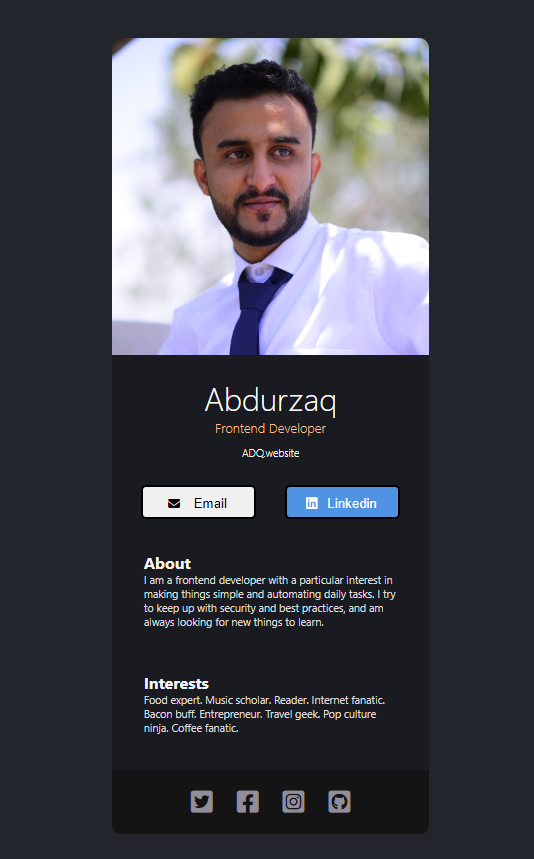 Abdurzaq
Frontend Developer
ADQ.website
Email
Linkedin
About
I am a frontend developer with a particular interest in
making things simple and automating daily tasks. I try
to keep up with security and best practices, and am
always looking for new things to learn.
Interests
Food expert. Music scholar. Reader. Internet fanatic.
Bacon buff. Entrepreneur. Travel geek. Pop culture
ninja. Coffee fanatic.